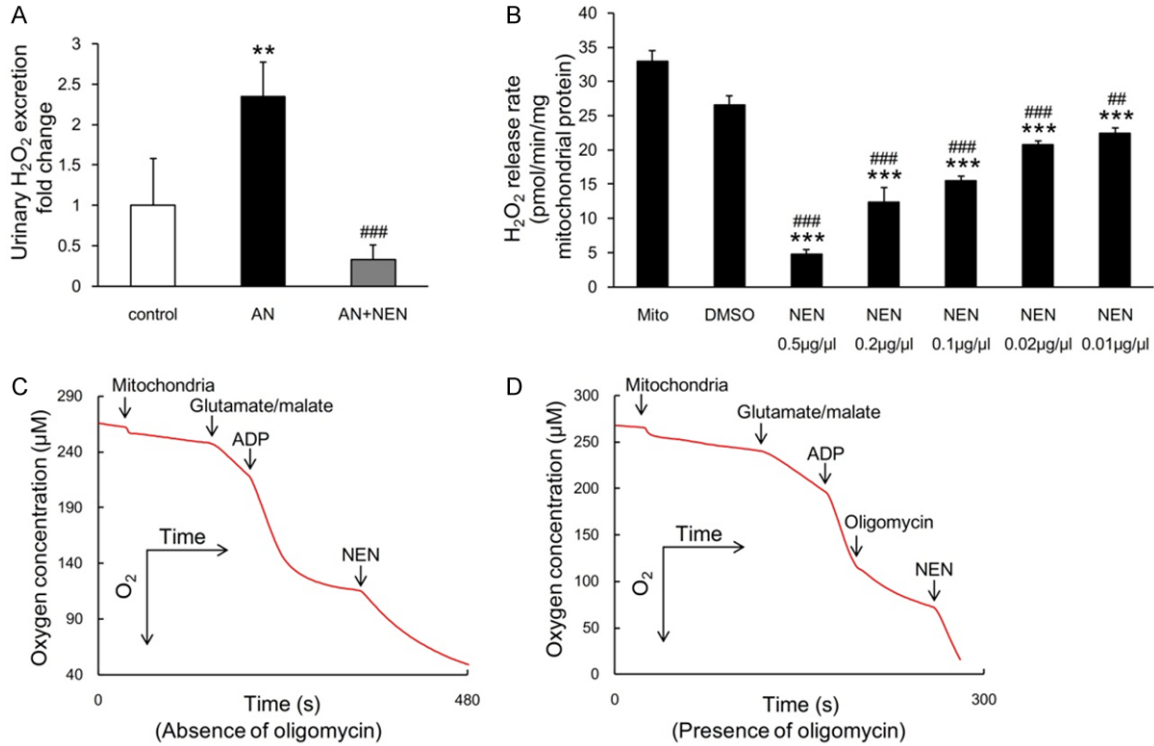 A
Urinary H₂O₂ excretion
fold change
3
2.5
2
1.5
1
0.5
0
**
###
control
AN
AN+NEN
B
H₂O₂ release rate
(pmol/min/mg
mitochondrial protein)
40
35
30
25
20
15
10
5
0
###
***
###
***
###
***
###
***
##
***
Mito
DMSO
NEN
NEN
NEN
NEN
NEN
0.5µg/µl
0.2µg/µl
0.1µg/µl
0.02µg/µl
0.01µg/µl
C
Oxygen concentration (µM)
290
240
190
140
90
40
Mitochondria
Glutamate/malate
ADP
NEN
Time
O₂
0
480
Time (s)
(Absence of oligomycin)
D
Oxygen concentration (µM)
300
250
200
150
100
50
0
Mitochondria
Glutamate/malate
ADP
Oligomycin
NEN
Time
O₂
0
300
Time (s)
(Presence of oligomycin)